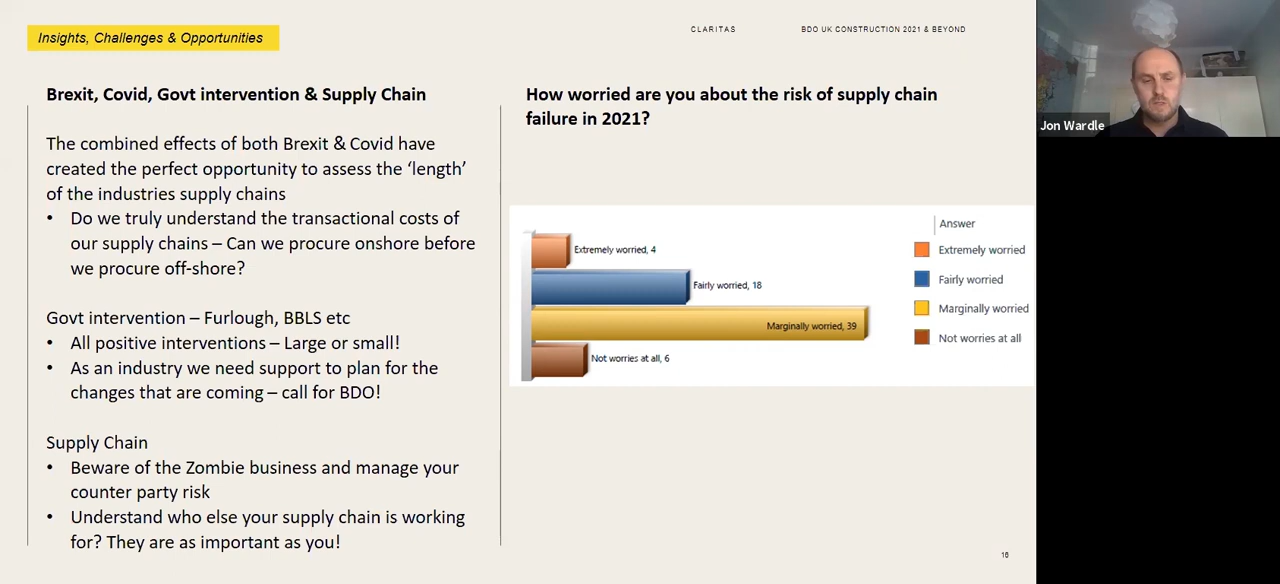 Insights, Challenges & Opportunities
CLARITAS
BDO UK CONSTRUCTION 2021 & BEYOND
Brexit, Covid, Govt intervention & Supply Chain
The combined effects of both Brexit & Covid have
created the perfect opportunity to assess the ‘length’
of the industries supply chains
• Do we truly understand the transactional costs of
our supply chains – Can we procure onshore before
we procure off-shore?
Govt intervention – Furlough, BBLS etc
• All positive interventions – Large or small!
• As an industry we need support to plan for the
changes that are coming – call for BDO!
Supply Chain
• Beware of the Zombie business and manage your
counter party risk
• Understand who else your supply chain is working
for? They are as important as you!
How worried are you about the risk of supply chain
failure in 2021?
Extremely worried, 4
Fairly worried, 18
Marginally worried, 39
Not worries at all, 6
Answer
Extremely worried
Fairly worried
Marginally worried
Not worries at all
16
Jon Wardle